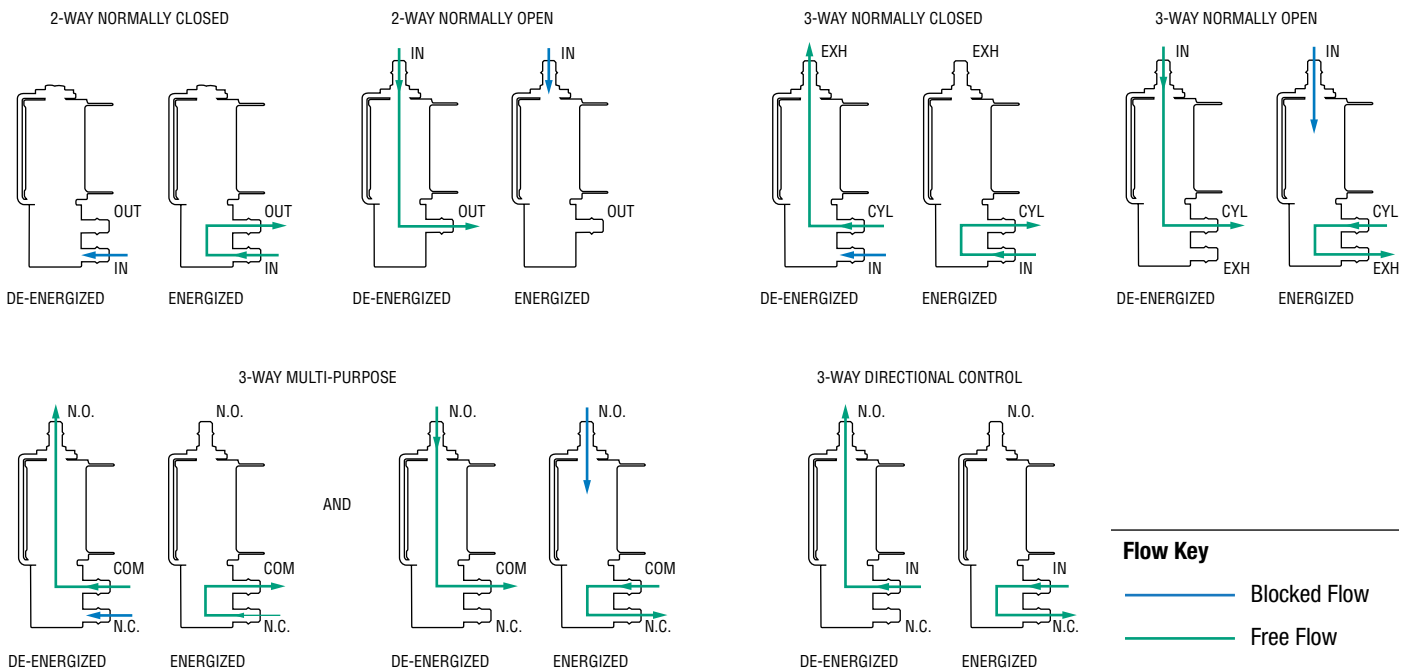 2-WAY NORMALLY CLOSED
2-WAY NORMALLY OPEN
3-WAY NORMALLY CLOSED
3-WAY NORMALLY OPEN
IN
IN
EXH
EXH
IN
IN
OUT
OUT
OUT
OUT
CYL
CYL
CYL
CYL
IN
IN
IN
IN
EXH
EXH
DE-ENERGIZED
ENERGIZED
DE-ENERGIZED
ENERGIZED
DE-ENERGIZED
ENERGIZED
DE-ENERGIZED
ENERGIZED
3-WAY MULTI-PURPOSE
3-WAY DIRECTIONAL CONTROL
N.O.
N.O.
N.O.
N.O.
N.O.
N.O.
AND
COM
COM
COM
COM
IN
IN
N.C.
N.C.
N.C.
N.C.
N.C.
N.C.
DE-ENERGIZED
ENERGIZED
DE-ENERGIZED
ENERGIZED
DE-ENERGIZED
ENERGIZED
Flow Key
Blocked Flow
Free Flow